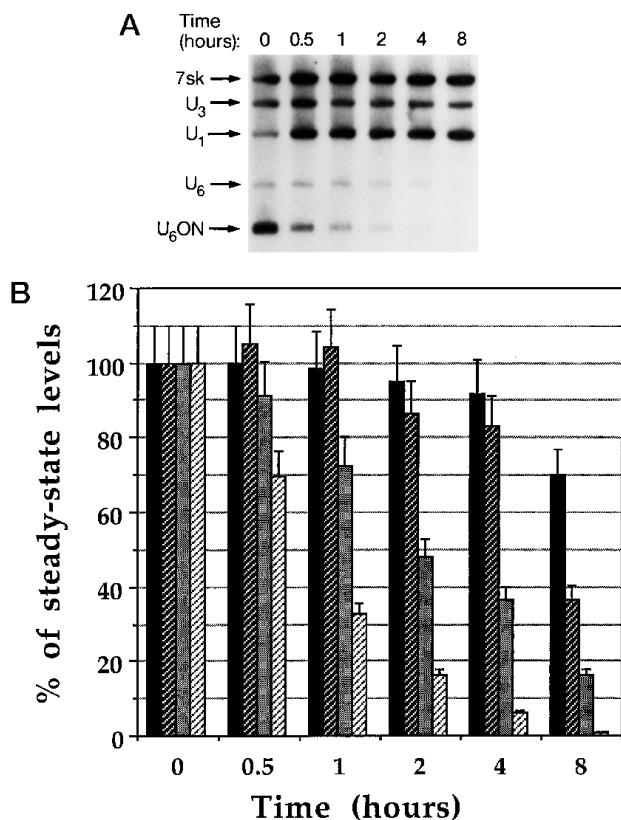 A
Time
(hours): 0 0.5 1 2 4 8
7sk
U3
U1
U6
U6ON
B
% of steady-state levels
120
100
80
60
40
20
0
0 0.5 1 2 4 8
Time (hours)